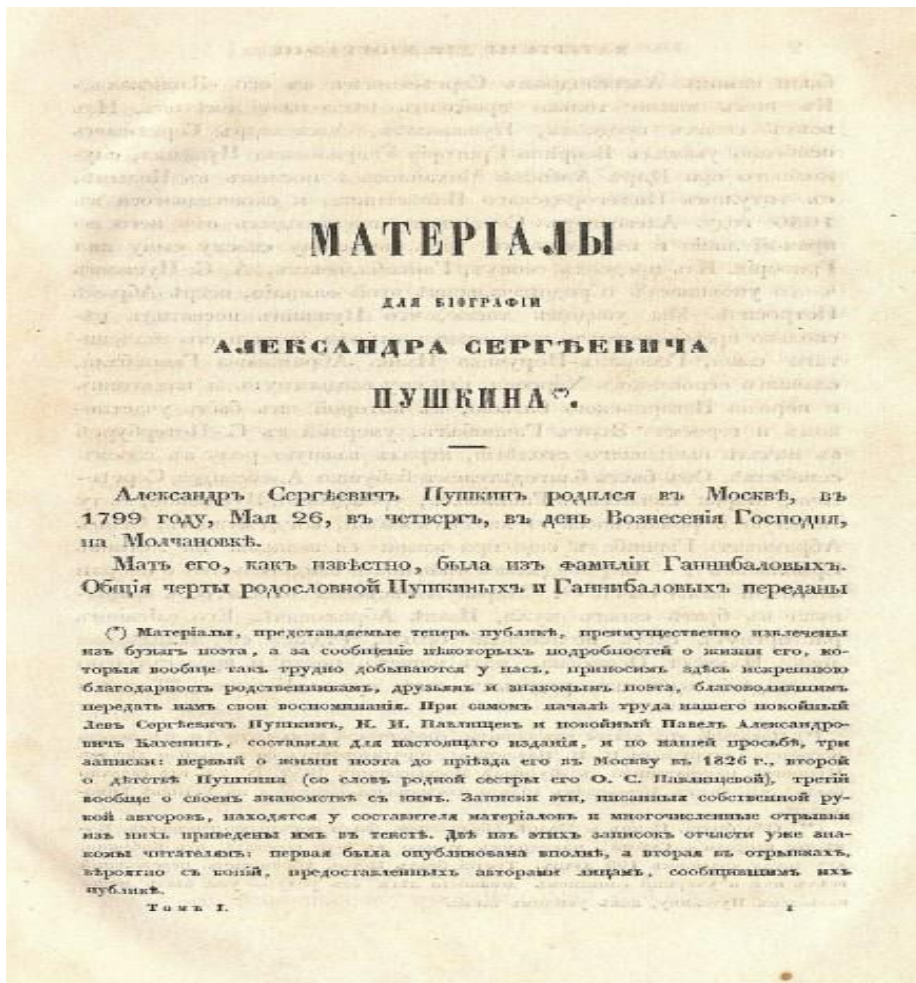 МАТЕРІАЛЫ
ДЛЯ БІОГРАФІИ
АЛЕКСАНДРА СЕРГѢЕВИЧА
ПУШКИНА(*).
Александръ Сергѣевичъ Пушкинъ родился въ Москвѣ, въ
1799 году, Мая 26, въ четвергъ, въ день Вознесенія Господня,
на Молчановкѣ.
Мать его, какъ извѣстно, была изъ фамиліи Ганнибаловыхъ.
Общія черты родословной Пушкиныхъ и Ганнибаловыхъ переданы
(*) Матеріалы, представляемые теперь публикѣ, преимущественно извлечены
изъ бумагъ поэта, а за сообщеніе нѣкоторыхъ подробностей о жизни его, ко-
торыя вообще такъ трудно добываются у насъ, приносимъ здѣсь искреннюю
благодарность родственникамъ, друзьямъ и знакомымъ поэта, благоволившимъ
передать намъ свои воспоминанія. При самомъ началѣ труда нашего покойный
Левъ Сергѣевичъ Пушкинъ, Н. И. Павлищевъ и покойный Павелъ Александро-
вичъ Катенинъ, составили для настоящаго изданія, и по нашей просьбѣ, три
записки: первый о жизни поэта до пріѣзда его въ Москву въ 1826 г., второй
о дѣтствѣ Пушкина (со словъ родной сестры его О. С. Павлищевой), третій
вообще о своемъ знакомствѣ съ нимъ. Записки эти, писанныя собственной ру-
кой авторовъ, находятся у составителя матеріаловъ и многочисленные отрывки
изъ нихъ приведены имъ въ текстѣ. Двѣ изъ этихъ записокъ отчасти уже зна-
комы читателямъ: первая была опубликована вполнѣ, а вторая въ отрывкахъ,
вѣроятно съ копій, предоставленныхъ авторами лицамъ, сообщившимъ ихъ
публикѣ.
Томъ I. 1